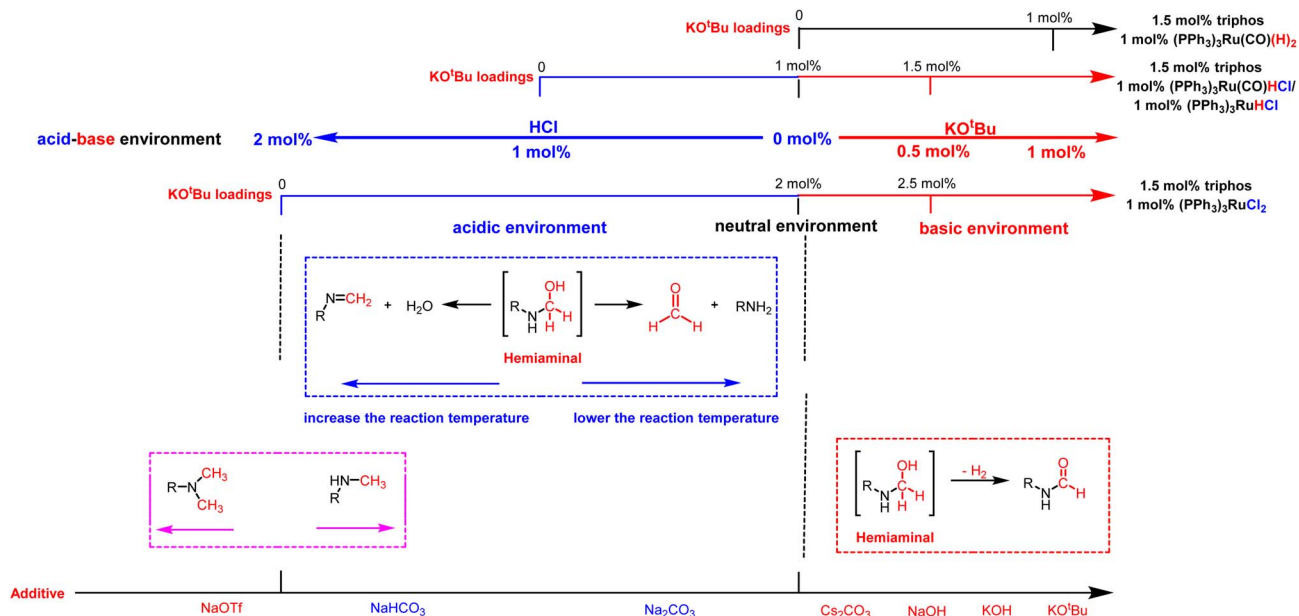 0
1 mol%
KOᵗBu loadings
1.5 mol% triphos
1 mol% (PPh₃)₃Ru(CO)(H)₂
0
1 mol%
1.5 mol%
KOᵗBu loadings
1.5 mol% triphos
1 mol% (PPh₃)₃Ru(CO)HCl/
1 mol% (PPh₃)₃RuHCl
acid-base environment
2 mol%
HCl
1 mol%
0 mol%
KOᵗBu
0.5 mol%
1 mol%
KOᵗBu loadings
0
2 mol%
2.5 mol%
1.5 mol% triphos
1 mol% (PPh₃)₃RuCl₂
acidic environment
neutral environment
basic environment
N=CH₂
R
+
H₂O
OH
R
C
N
H
H
H
O
C
H
H
+
RNH₂
Hemiaminal
increase the reaction temperature
lower the reaction temperature
CH₃
R-N
CH₃
HN-CH₃
R
OH
R
C
N
H
H
H
- H₂
O
R
C
N
H
H
Hemiaminal
Additive
NaOTf
NaHCO₃
Na₂CO₃
Cs₂CO₃
NaOH
KOH
KOᵗBu